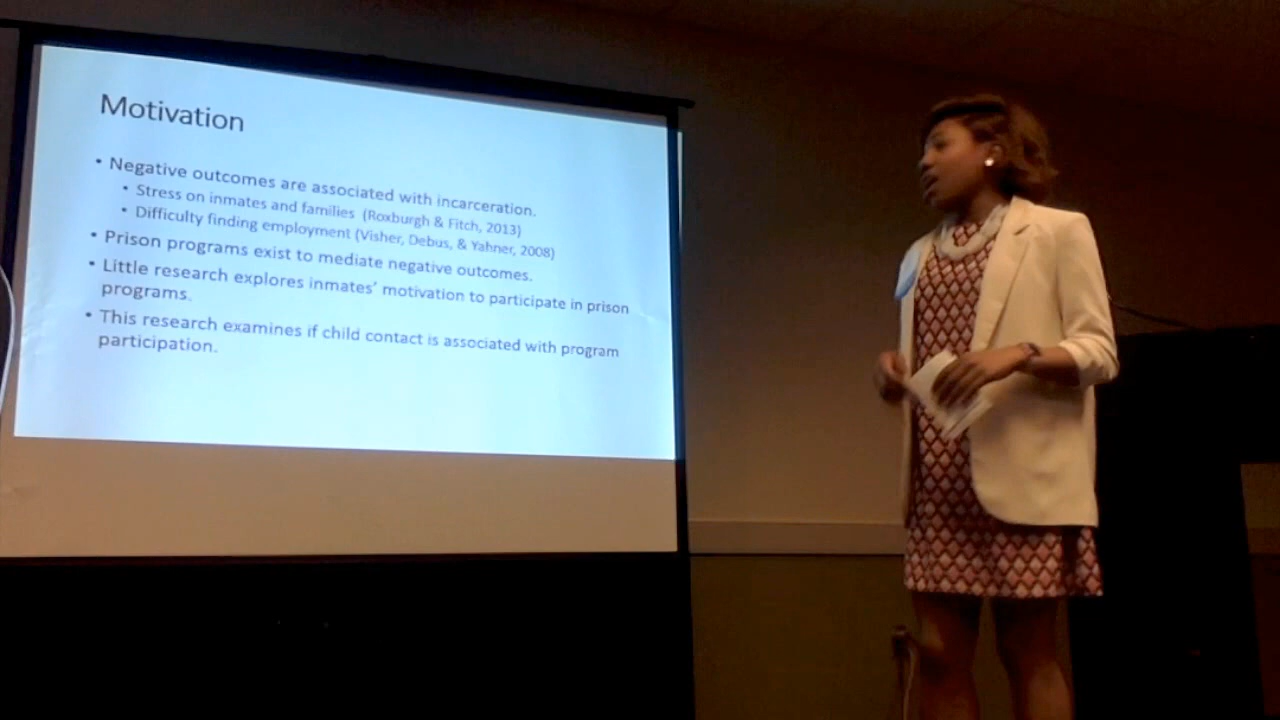 Motivation
• Negative outcomes are associated with incarceration.
• Stress on inmates and families (Roxburgh & Fitch, 2013)
• Difficulty finding employment (Visher, Debus, & Yahner, 2008)
• Prison programs exist to mediate negative outcomes.
• Little research explores inmates' motivation to participate in prison
programs.
• This research examines if child contact is associated with program
participation.